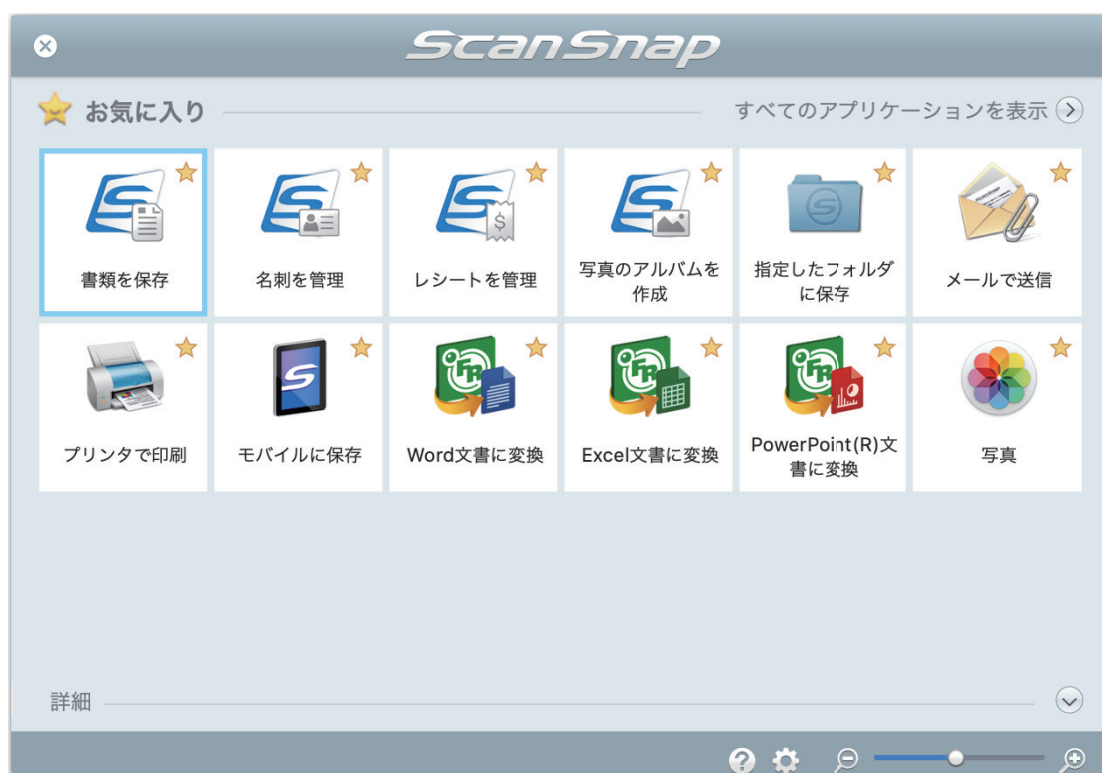 ScanSnap
お気に入り
すべてのアプリケーションを表示
書類を保存
名刺を管理
レシートを管理
写真のアルバムを
作成
指定したフォルダ
に保存
メールで送信
プリンタで印刷
モバイルに保存
Word文書に変換
Excel文書に変換
PowerPoint(R)文
書に変換
写真
詳細